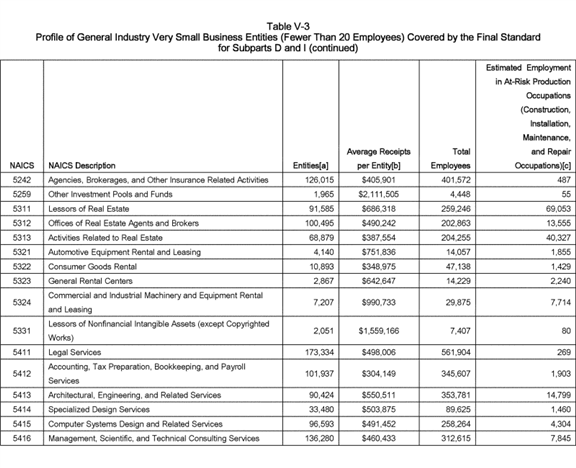 Table V-3
Profile of General Industry Very Small Business Entities (Fewer Than 20 Employees) Covered by the Final Standard
for Subparts D and I (continued)
Estimated Employment
in At-Risk Production
Occupations
(Construction,
Installation,
Maintenance,
Average Receipts Total and Repair
NAICS NAICS Description Entities[a] per Entity[b] Employees Occupations)[c]
5242 Agencies, Brokerages, and Other Insurance Related Activities 126,015 $405,901 401,572 487
5259 Other Investment Pools and Funds 1,965 $2,111,505 4,448 55
5311 Lessors of Real Estate 91,585 $686,318 259,246 69,053
5312 Offices of Real Estate Agents and Brokers 100,495 $490,242 202,863 13,555
5313 Activities Related to Real Estate 68,879 $387,554 204,255 40,327
5321 Automotive Equipment Rental and Leasing 4,140 $751,836 14,057 1,855
5322 Consumer Goods Rental 10,893 $348,975 47,138 1,429
5323 General Rental Centers 2,867 $642,647 14,229 2,240
5324 Commercial and Industrial Machinery and Equipment Rental
and Leasing 7,207 $990,733 29,875 7,714
5331 Lessors of Nonfinancial Intangible Assets (except Copyrighted
Works) 2,051 $1,559,166 7,407 80
5411 Legal Services 173,334 $498,006 561,904 269
5412 Accounting, Tax Preparation, Bookkeeping, and Payroll
Services 101,937 $304,149 345,607 1,903
5413 Architectural, Engineering, and Related Services 90,424 $550,511 353,781 14,799
5414 Specialized Design Services 33,480 $503,875 89,625 1,460
5415 Computer Systems Design and Related Services 96,593 $491,452 258,264 4,304
5416 Management, Scientific, and Technical Consulting Services 136,280 $460,433 312,615 7,845